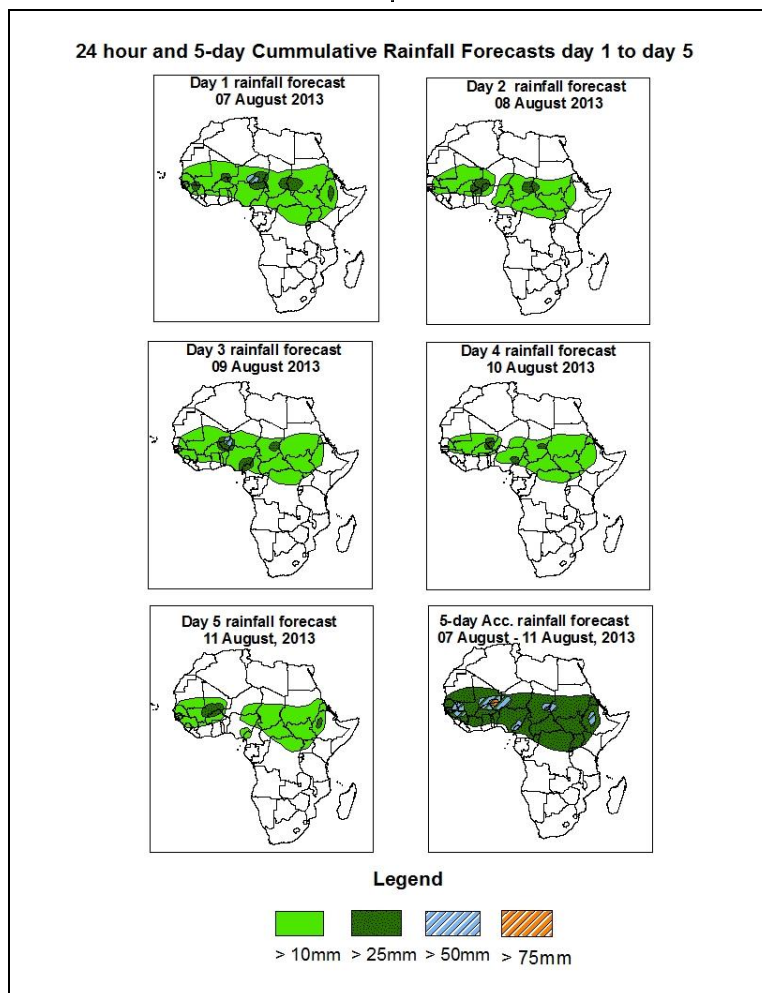 24 hour and 5-day Cummulative Rainfall Forecasts day 1 to day 5
Day 1 rainfall forecast
07 August 2013
Day 2 rainfall forecast
08 August 2013
Day 3 rainfall forecast
09 August 2013
Day 4 rainfall forecast
10 August 2013
Day 5 rainfall forecast
11 August, 2013
5-day Acc. rainfall forecast
07 August - 11 August, 2013
Legend
> 10mm > 25mm > 50mm > 75mm